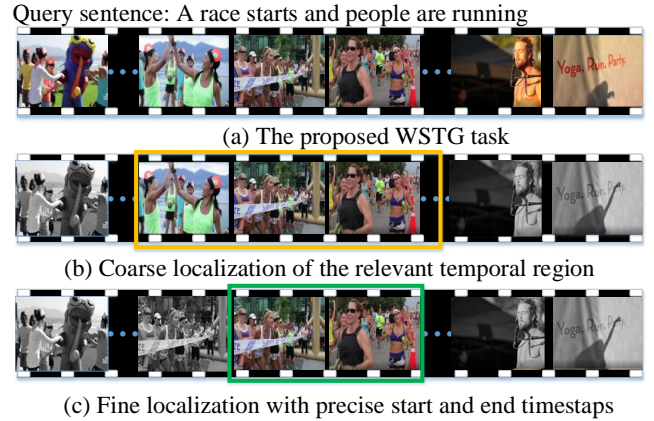 Query sentence: A race starts and people are running
Yoga. Run. Party.
(a) The proposed WSTG task
Yoga. Run. Party.
(b) Coarse localization of the relevant temporal region
Yoga. Run. Party.
(c) Fine localization with precise start and end timestaps